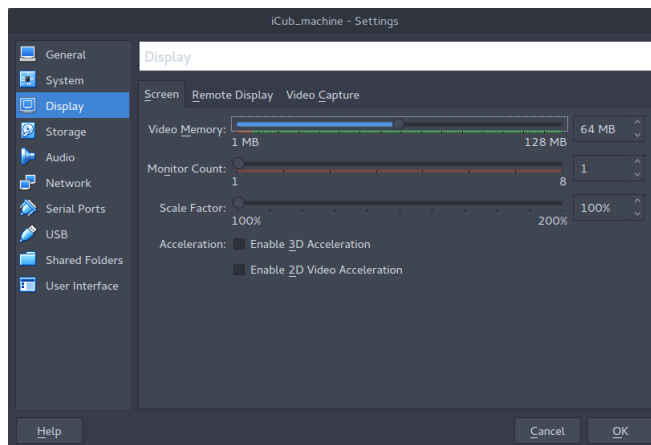 iCub_machine - Settings
General
System
Display
Storage
Audio
Network
Serial Ports
USB
Shared Folders
User Interface
Display
Screen Remote Display Video Capture
Video Memory: 64 MB
1 MB 128 MB
Monitor Count: 1
1 8
Scale Factor: 100%
100% 200%
Acceleration: Enable 3D Acceleration
Enable 2D Video Acceleration
Help Cancel OK